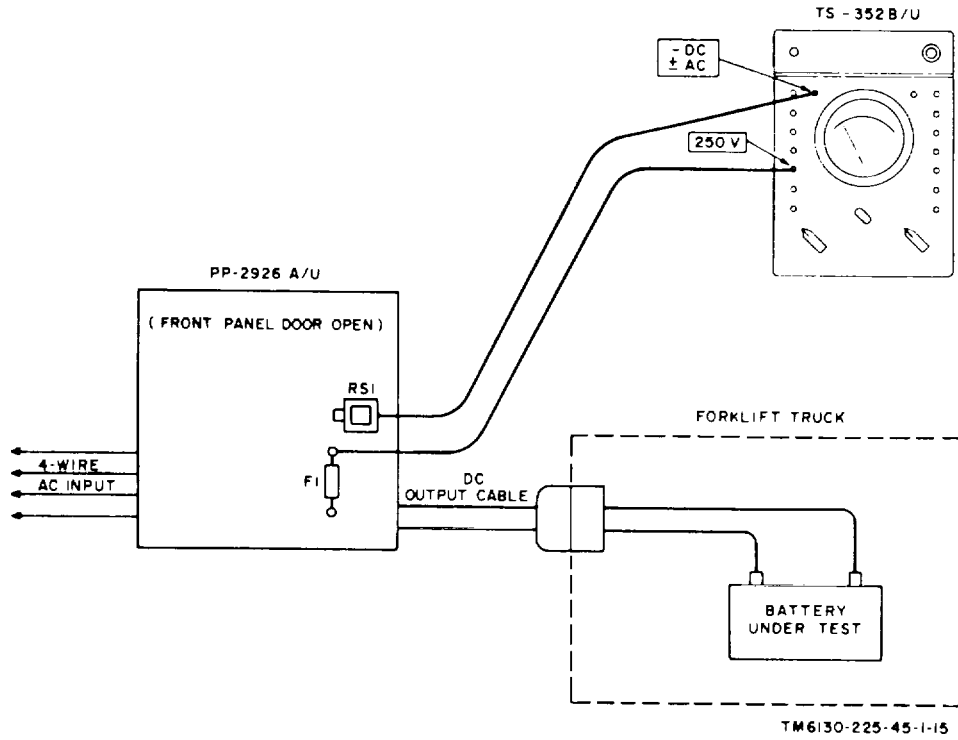 TS-352B/U
- DC
± AC
250 V
PP-2926 A/U
(FRONT PANEL DOOR OPEN)
RS1
F1
4-WIRE
AC INPUT
DC
OUTPUT CABLE
FORKLIFT TRUCK
BATTERY
UNDER TEST
TM6130-225-45-1-15